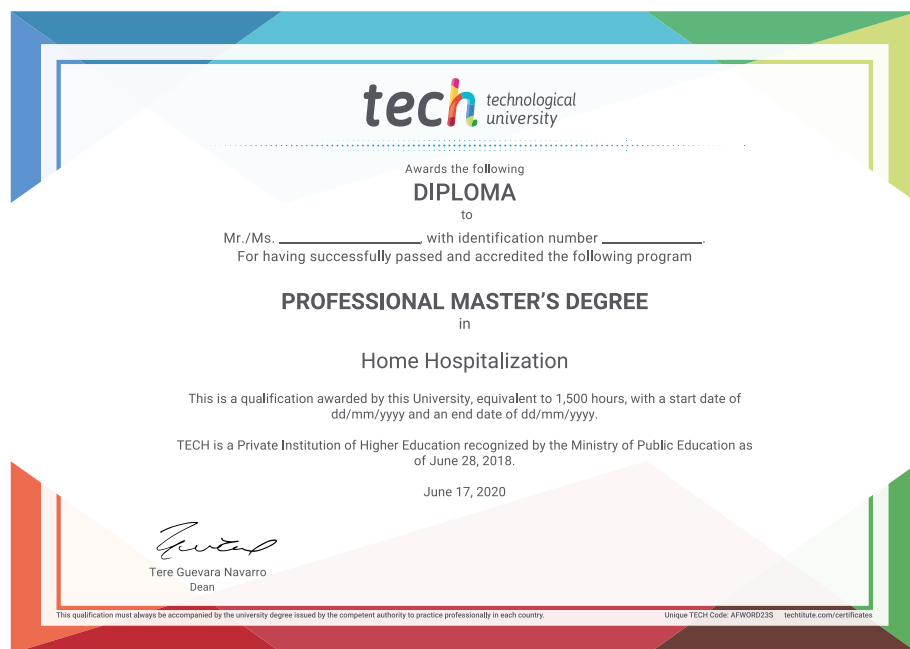 tech technological
university
Awards the following
DIPLOMA
to
Mr./Ms. ____________________, with identification number ______________.
For having successfully passed and accredited the following program
PROFESSIONAL MASTER'S DEGREE
in
Home Hospitalization
This is a qualification awarded by this University, equivalent to 1,500 hours, with a start date of
dd/mm/yyyy and an end date of dd/mm/yyyy.
TECH is a Private Institution of Higher Education recognized by the Ministry of Public Education as
of June 28, 2018.
June 17, 2020
Tere Guevara Navarro
Dean
This qualification must always be accompanied by the university degree issued by the competent authority to practice professionally in each country.
Unique TECH Code: AFWORD23S techtitute.com/certificates